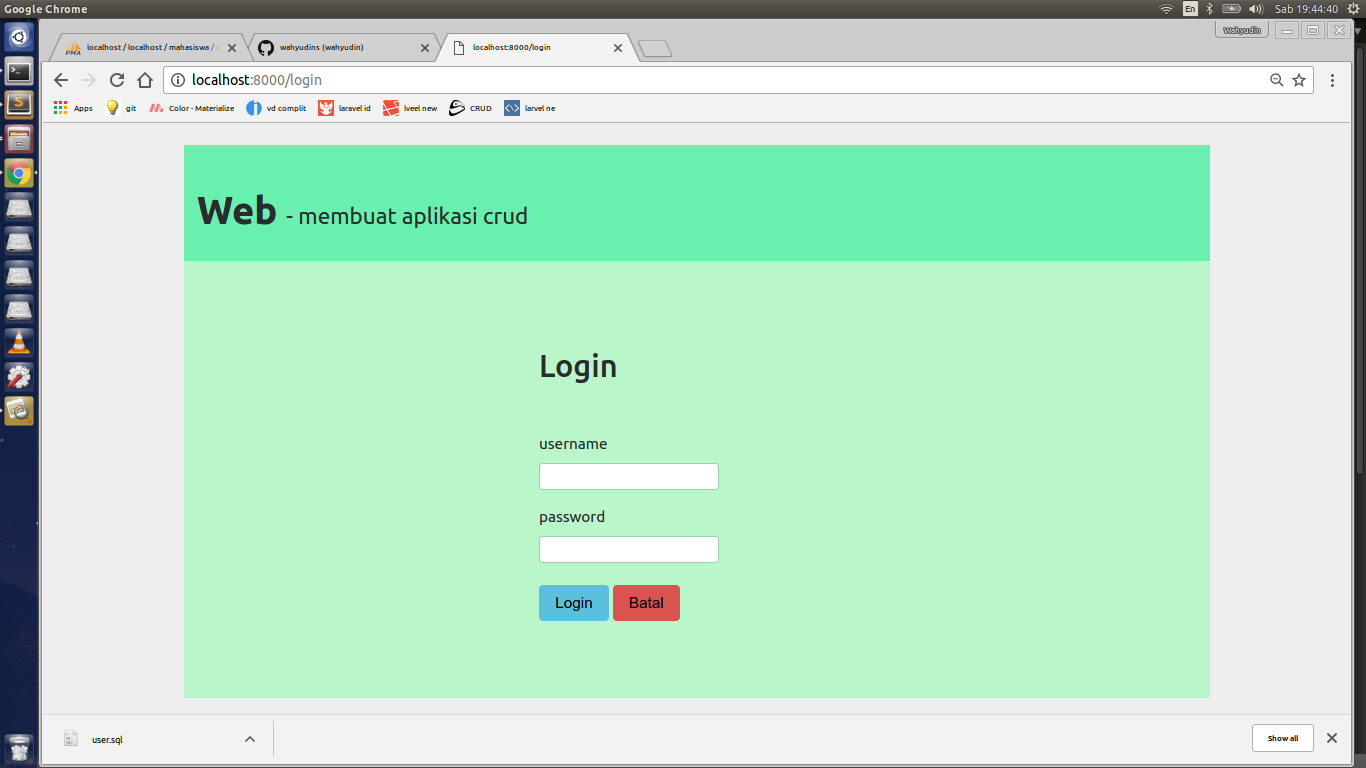 Google Chrome
En
Sab 19:44:40
Wahyudin
PMA
localhost / localhost / mahasiswa /
wahyudins (wahyudin)
localhost:8000/login
localhost:8000/login
Apps
git
Color - Materialize
vd complit
laravel id
lveel new
CRUD
larvel ne
Web - membuat aplikasi crud
Login
username
password
Login
Batal
user.sql
Show all